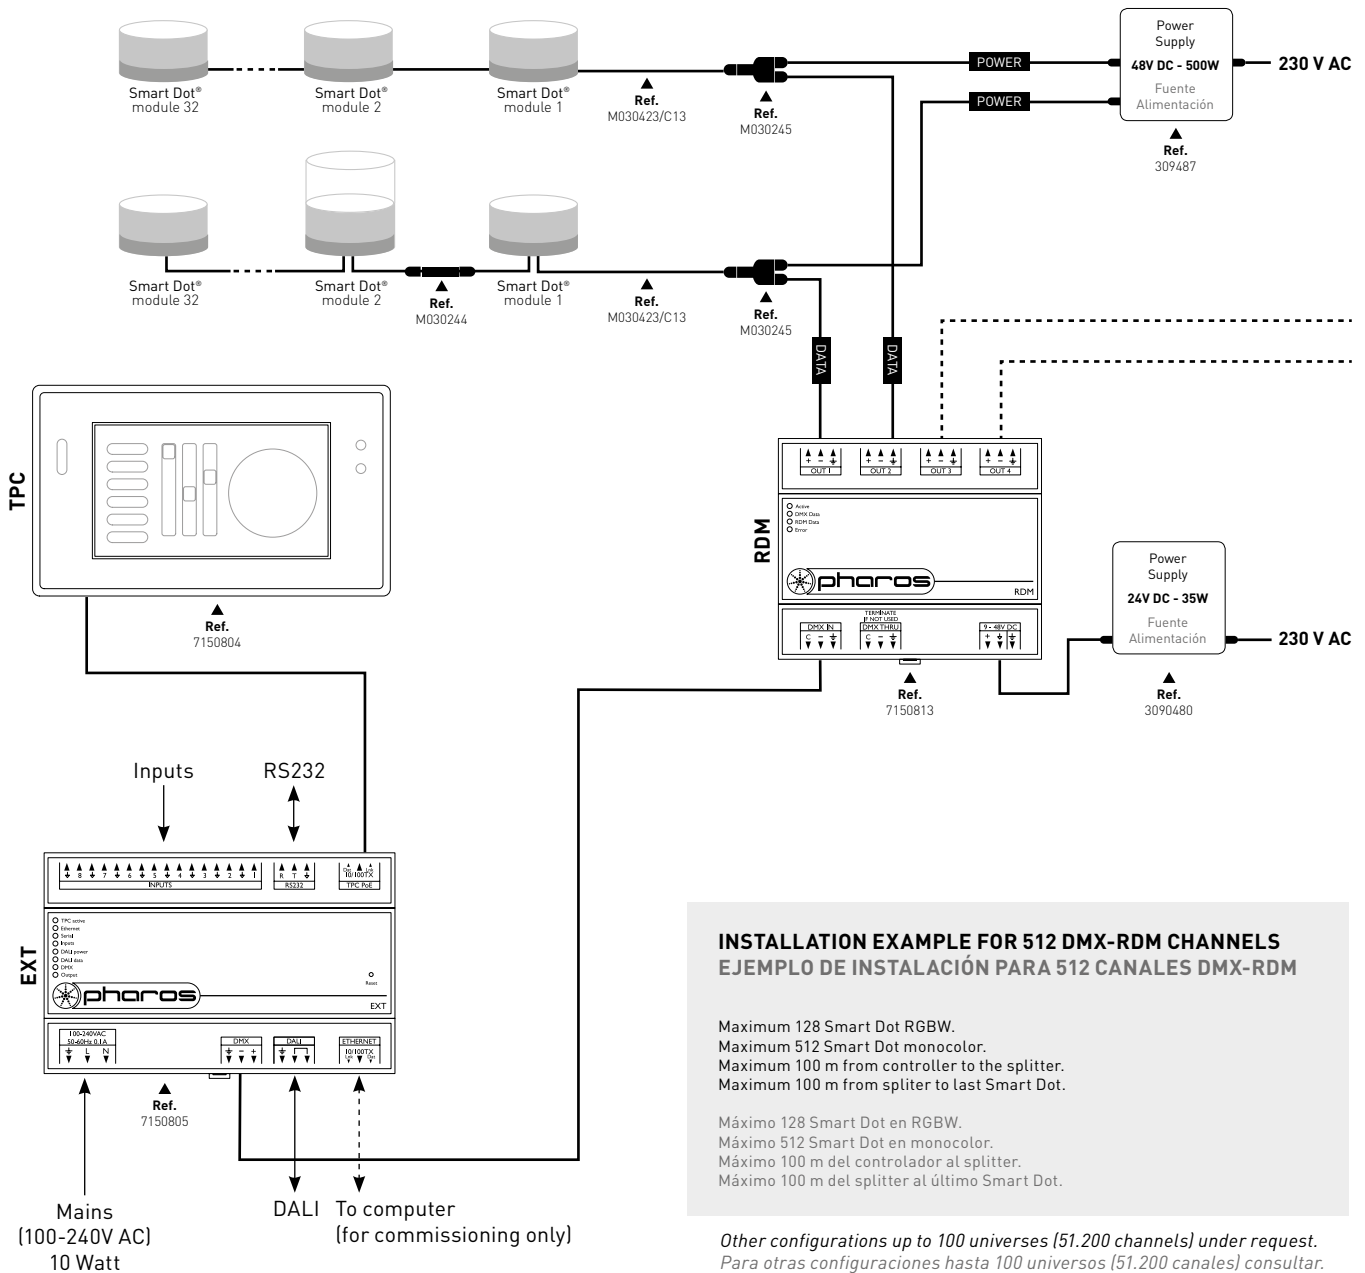 Power
Supply
48V DC - 500W
Fuente
Alimentación
230 V AC
POWER
POWER
Ref.
309487
Smart Dot®
module 32
Smart Dot®
module 2
Smart Dot®
module 1
Ref.
M030423/C13
Ref.
M030245
Smart Dot®
module 32
Smart Dot®
module 2
Smart Dot®
module 1
Ref.
M030244
Ref.
M030423/C13
Ref.
M030245
DATA
DATA
TPC
Ref.
7150804
RDM
+ −
OUT 1
+ −
OUT 2
+ −
OUT 3
+ −
OUT 4
Active
DMX Data
RDM Data
Error
pharos
RDM
TERMINATE
IF NOT USED
DMX IN
DMX THRU
9 - 48V DC
C −
C −
+
Ref.
7150813
Power
Supply
24V DC - 35W
Fuente
Alimentación
230 V AC
Ref.
3090480
Inputs
RS232
EXT
8 7 6 5 4 3 2 1
INPUTS
R T
RS232
10/100TX
TPC PoE
TPC active
Ethernet
Serial
Inputs
DALI power
DALI data
DMX
Output
Reset
pharos
EXT
100-240VAC
50-60Hz 0.1A
L N
DMX
− +
DALI
ETHERNET
10/100TX
Ref.
7150805
Mains
(100-240V AC)
10 Watt
DALI
To computer
(for commissioning only)
INSTALLATION EXAMPLE FOR 512 DMX-RDM CHANNELS
EJEMPLO DE INSTALACIÓN PARA 512 CANALES DMX-RDM
Maximum 128 Smart Dot RGBW.
Maximum 512 Smart Dot monocolor.
Maximum 100 m from controller to the splitter.
Maximum 100 m from spliter to last Smart Dot.
Máximo 128 Smart Dot en RGBW.
Máximo 512 Smart Dot en monocolor.
Máximo 100 m del controlador al splitter.
Máximo 100 m del splitter al último Smart Dot.
Other configurations up to 100 universes (51.200 channels) under request.
Para otras configuraciones hasta 100 universos (51.200 canales) consultar.